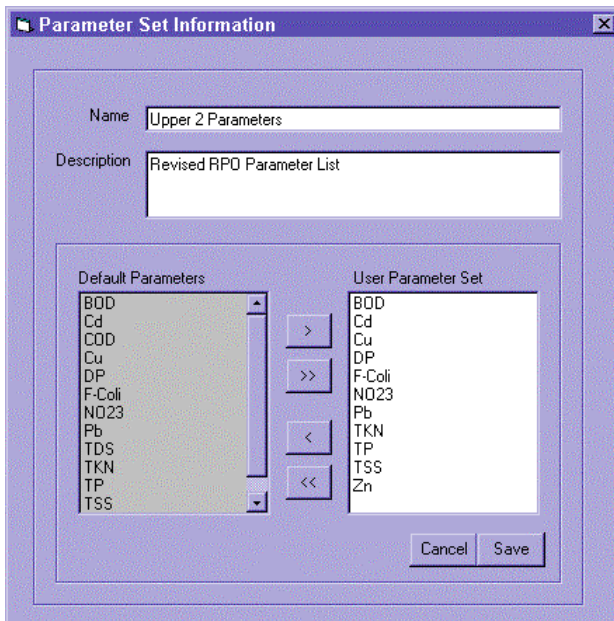 Parameter Set Information
Name
Upper 2 Parameters
Description
Revised RPO Parameter List
Default Parameters
BOD
Cd
COD
Cu
DP
F-Coli
NO23
Pb
TDS
TKN
TP
TSS
>
>>
<
<<
User Parameter Set
BOD
Cd
Cu
DP
F-Coli
NO23
Pb
TKN
TP
TSS
Zn
Cancel
Save